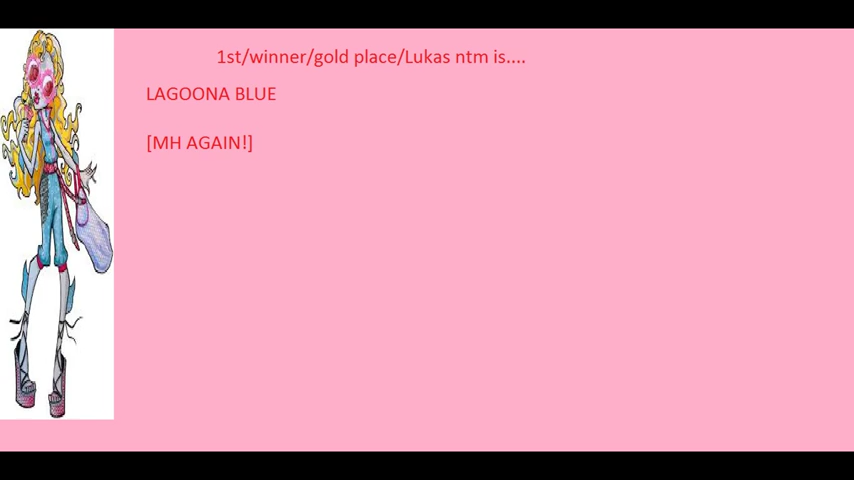 1st/winner/gold place/Lukas ntm is....
LAGOONA BLUE
[MH AGAIN!]